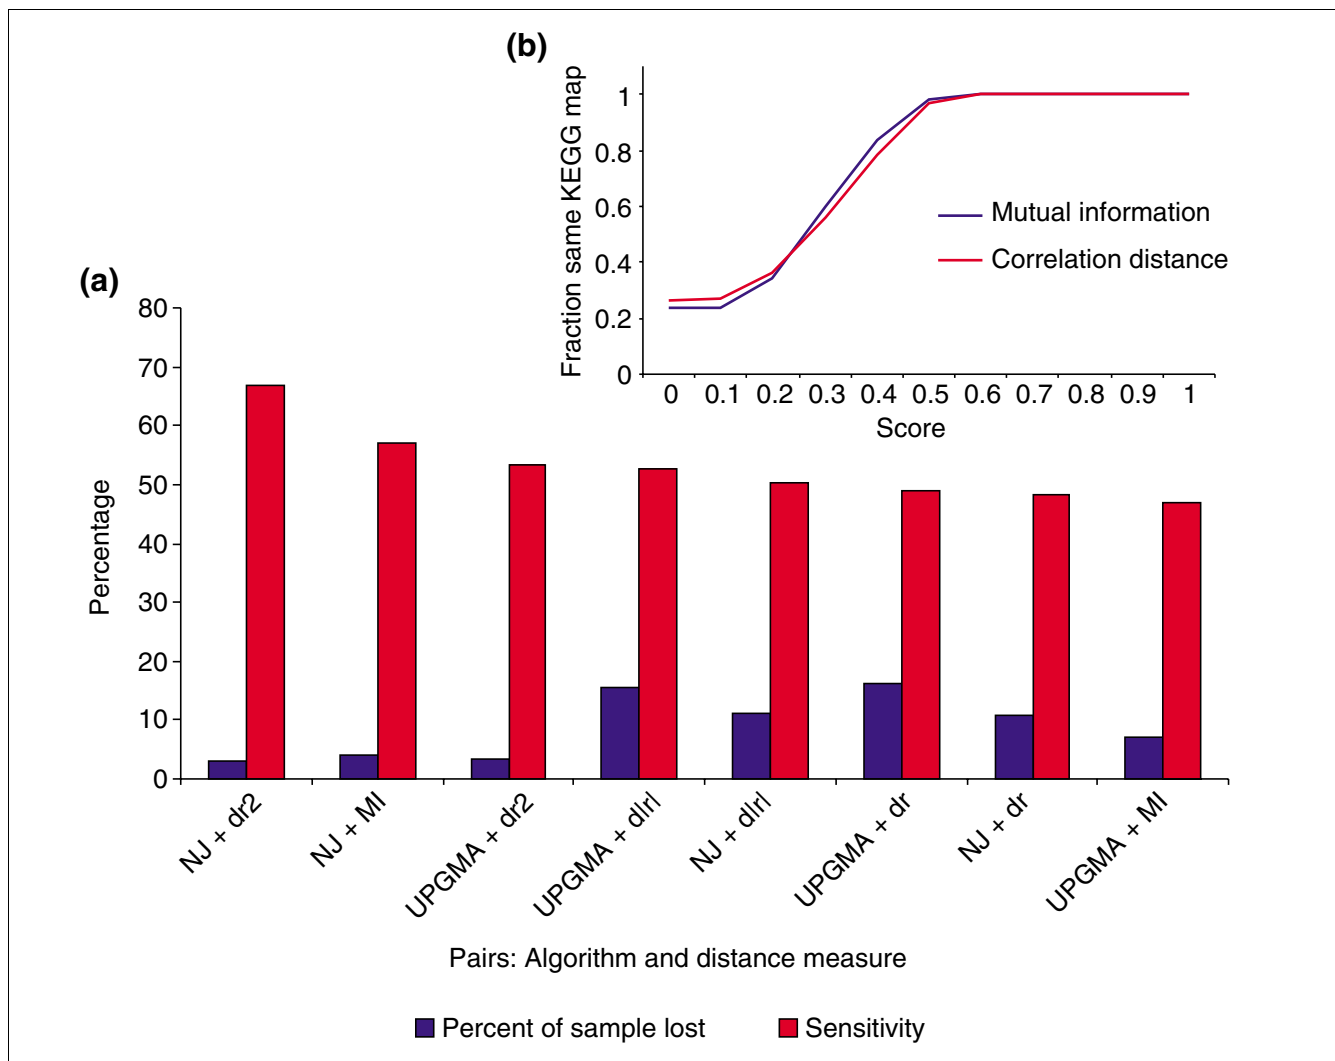 (b)
Fraction same KEGG map
1
0.8
0.6
0.4
0.2
0
Mutual information
Correlation distance
0 0.1 0.2 0.3 0.4 0.5 0.6 0.7 0.8 0.9 1
Score
(a)
Percentage
80
70
60
50
40
30
20
10
0
NJ + dr2
NJ + MI
UPGMA + dr2
UPGMA + d|r|
NJ + d|r|
UPGMA + dr
NJ + dr
UPGMA + MI
Pairs: Algorithm and distance measure
Percent of sample lost
Sensitivity